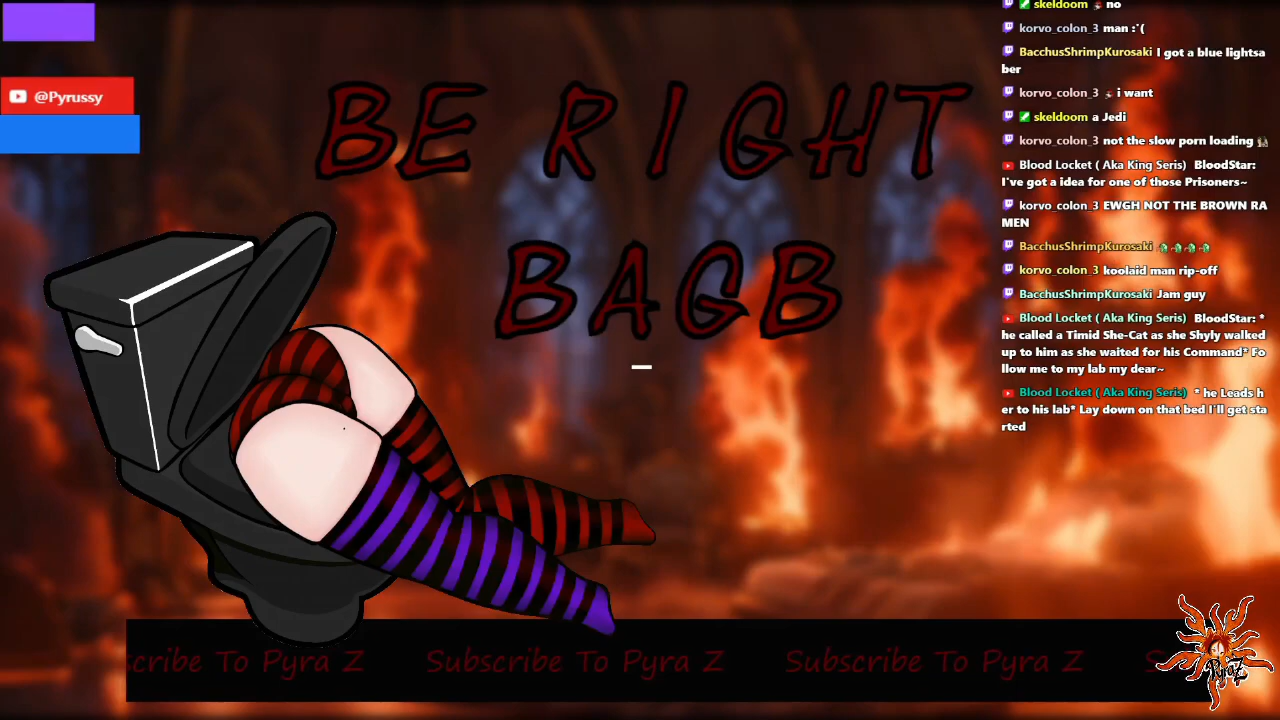 @Pyrussy
BE RIGHT
BAGB
skeldoom no
korvo_colon_3 man :'(
BacchusShrimpKurosaki I got a blue lightsa
ber
korvo_colon_3 i want
skeldoom a Jedi
korvo_colon_3 not the slow porn loading
Blood Locket ( Aka King Seris) BloodStar:
I've got a idea for one of those Prisoners~
korvo_colon_3 EWGH NOT THE BROWN RA
MEN
BacchusShrimpKurosaki
korvo_colon_3 koolaid man rip-off
BacchusShrimpKurosaki Jam guy
Blood Locket ( Aka King Seris) BloodStar: *
he called a Timid She-Cat as she Shyly walked
up to him as she waited for his Command* Fo
llow me to my lab my dear~
Blood Locket ( Aka King Seris) * he Leads h
er to his lab* Lay down on that bed I'll get sta
rted
scribe To Pyra Z Subscribe To Pyra Z Subscribe To Pyra Z S
PyraZ